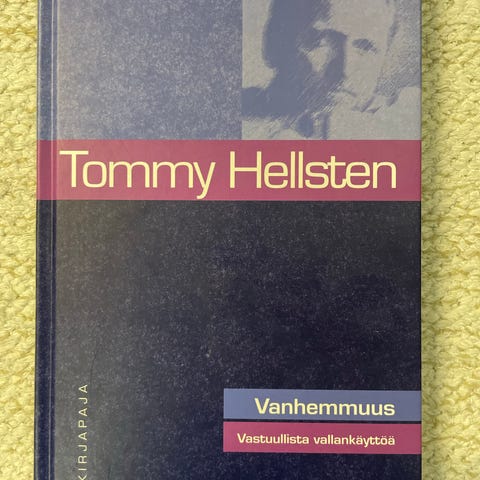 Tommy Hellsten
Vanhemmuus
Vastuullista vallankäyttöä
KIRJAPAJA